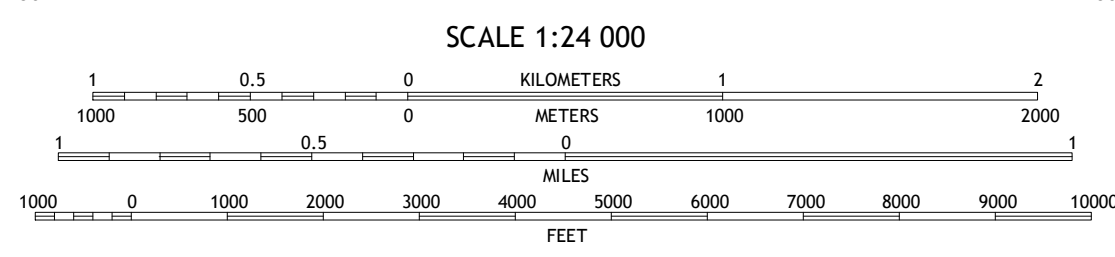 SCALE 1:24 000
1 0.5 0 KILOMETERS 1 2
1000 500 0 METERS 1000 2000
1 0.5 0 1
MILES
1000 0 1000 2000 3000 4000 5000 6000 7000 8000 9000 10000
FEET